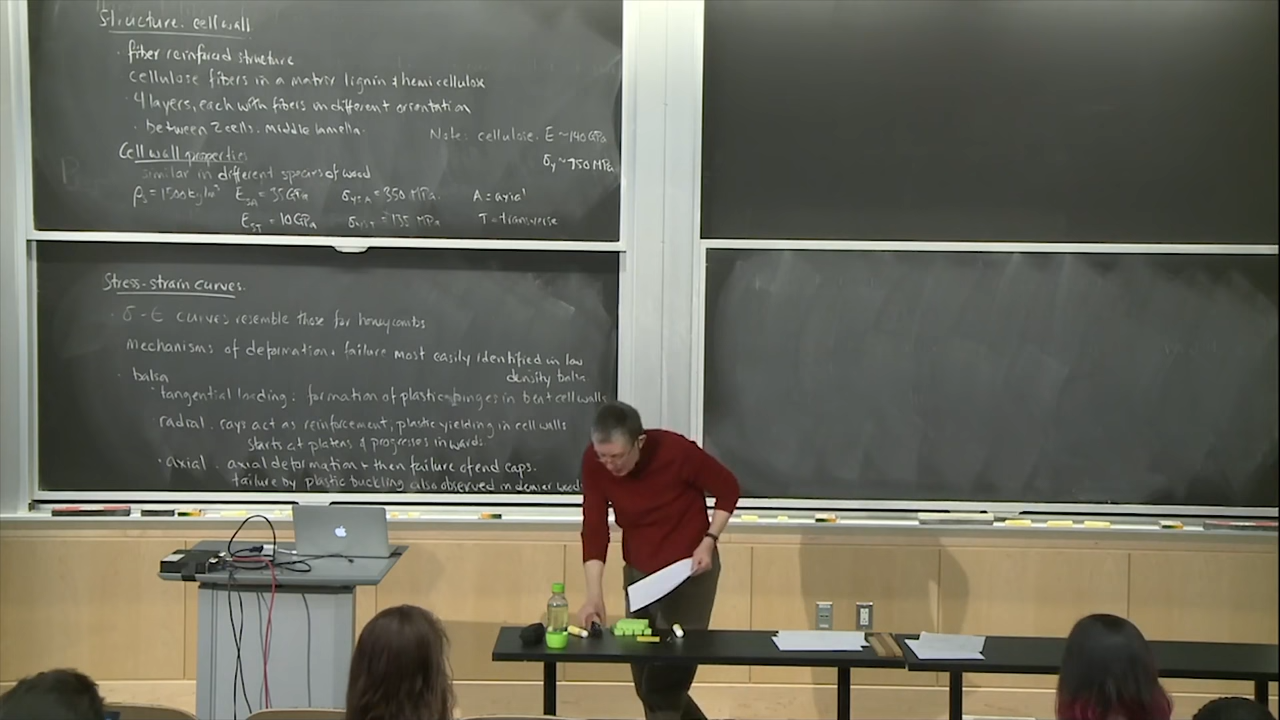 Structure. cell wall
· fiber reinforced structure
cellulose fibers in a matrix lignin + hemicellulose
· 4 layers, each with fibers in different orientation
· between 2 cells. middle lamella.
Note: cellulose. E ~ 140 GPa
σy ~ 750 MPa
Cell wall properties
similar in different species of wood
ρs = 1500 kg/m³ EsA = 35 GPa σysA = 350 MPa. A = axial
EsT = 10 GPa σysT = 135 MPa T = transverse
Stress-strain curves.
· σ-ε curves resemble those for honeycombs
mechanisms of deformation + failure most easily identified in low
density balsa
· balsa
· tangential loading: formation of plastic hinges in bent cell walls
radial. rays act as reinforcement, plastic yielding in cell walls
starts at platens & progresses inwards.
· axial. axial deformation + then failure of end caps.
failure by plastic buckling also observed in denser woods